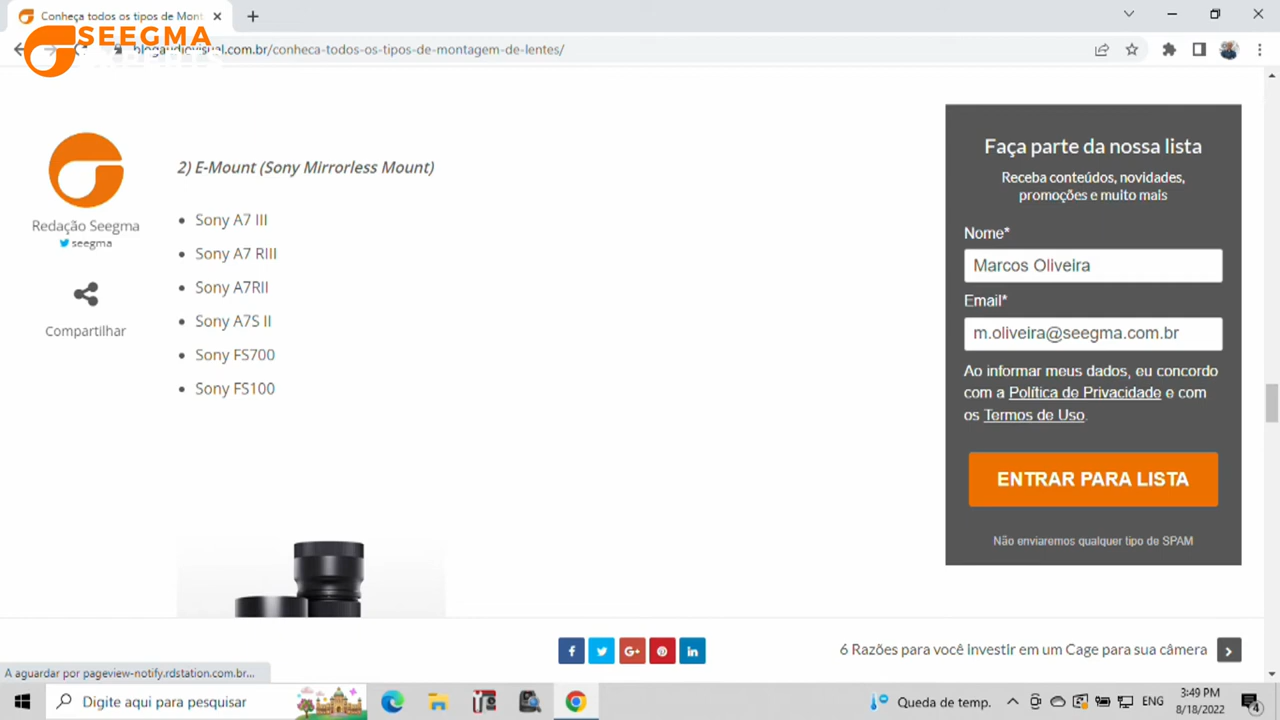 Conheça todos os tipos de Mont
SEEGMA
EXPERTS
blogaudiovisual.com.br/conheca-todos-os-tipos-de-montagem-de-lentes/
Redação Seegma
seegma
Compartilhar
2) E-Mount (Sony Mirrorless Mount)
Sony A7 III
Sony A7 RIII
Sony A7RII
Sony A7S II
Sony FS700
Sony FS100
Faça parte da nossa lista
Receba conteúdos, novidades,
promoções e muito mais
Nome*
Marcos Oliveira
Email*
m.oliveira@seegma.com.br
Ao informar meus dados, eu concordo
com a Política de Privacidade e com
os Termos de Uso.
ENTRAR PARA LISTA
Não enviaremos qualquer tipo de SPAM
6 Razões para você Investir em um Cage para sua câmera
A aguardar por pageview-notify.rdstation.com.br...
Digite aqui para pesquisar
Queda de temp.
ENG
3:49 PM
8/18/2022
4